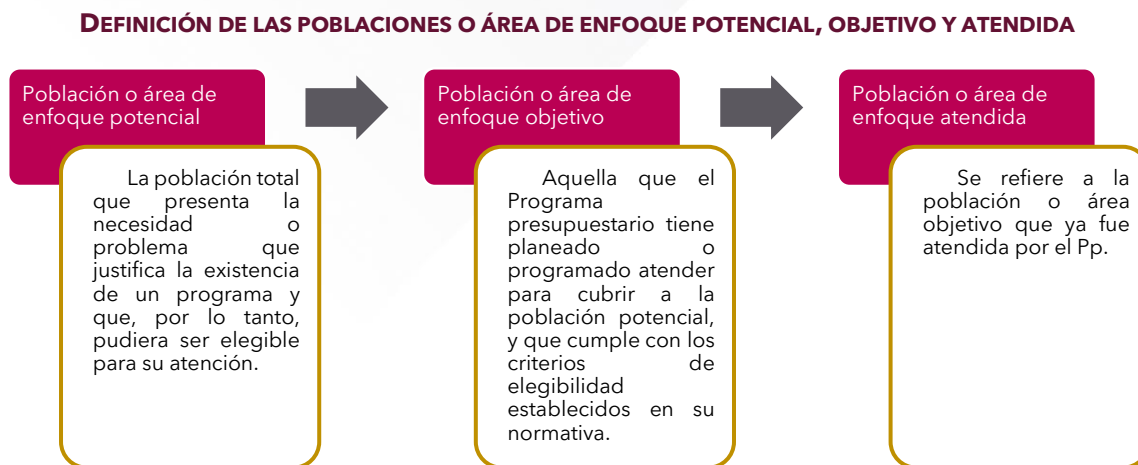 DEFINICIÓN DE LAS POBLACIONES O ÁREA DE ENFOQUE POTENCIAL, OBJETIVO Y ATENDIDA
Población o área de
enfoque potencial
La población total
que presenta la
necesidad o
problema que
justifica la existencia
de un programa y
que, por lo tanto,
pudiera ser elegible
para su atención.
Población o área de
enfoque objetivo
Aquella que el
Programa
presupuestario tiene
planeado o
programado atender
para cubrir a la
población potencial,
y que cumple con los
criterios de
elegibilidad
establecidos en su
normativa.
Población o área de
enfoque atendida
Se refiere a la
población o área
objetivo que ya fue
atendida por el Pp.